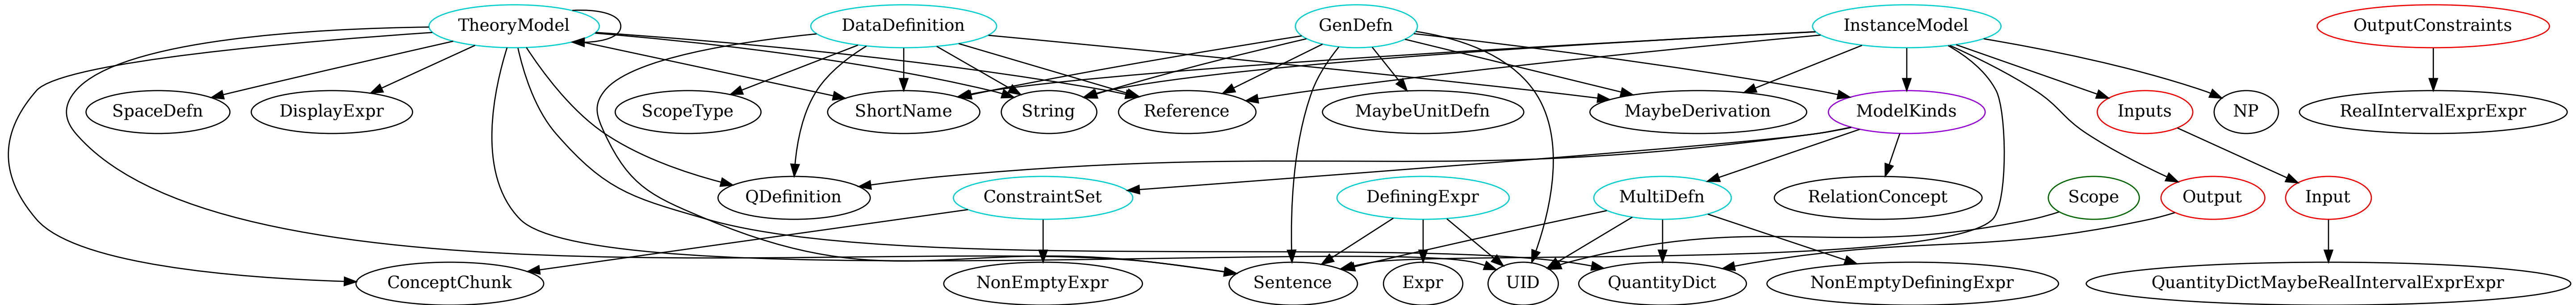 TheoryModel
DataDefinition
GenDefn
InstanceModel
OutputConstraints
SpaceDefn
DisplayExpr
ScopeType
ShortName
String
Reference
MaybeUnitDefn
MaybeDerivation
ModelKinds
Inputs
NP
RealIntervalExprExpr
QDefinition
ConstraintSet
DefiningExpr
MultiDefn
RelationConcept
Scope
Output
Input
ConceptChunk
NonEmptyExpr
Sentence
Expr
UID
QuantityDict
NonEmptyDefiningExpr
QuantityDictMaybeRealIntervalExprExpr